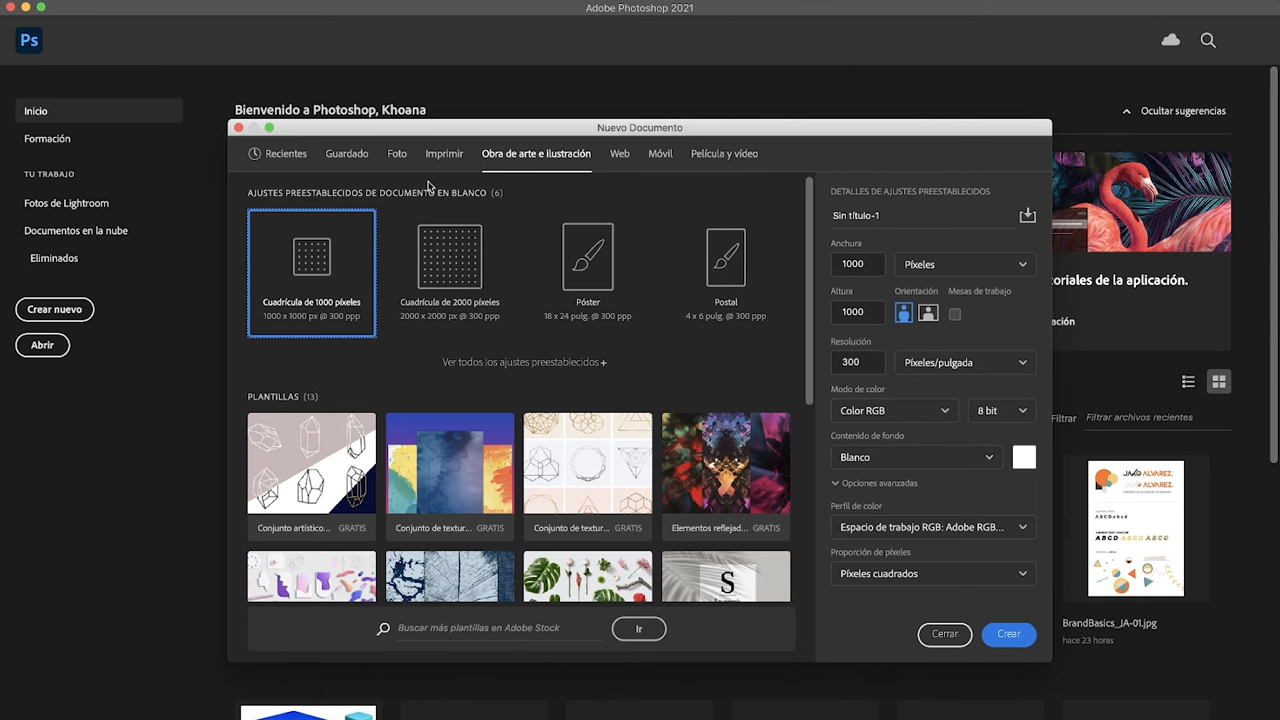 Adobe Photoshop 2021
Ps
Inicio
Formación
TU TRABAJO
Fotos de Lightroom
Documentos en la nube
Eliminados
Crear nuevo
Abrir
Bienvenido a Photoshop, Khoana
Ocultar sugerencias
Nuevo Documento
Recientes Guardado Foto Imprimir Obra de arte e ilustración Web Móvil Película y vídeo
AJUSTES PREESTABLECIDOS DE DOCUMENTO EN BLANCO (6)
Cuadrícula de 1000 píxeles
1000 x 1000 px @ 300 ppp
Cuadrícula de 2000 píxeles
2000 x 2000 px @ 300 ppp
Póster
18 x 24 pulg. @ 300 ppp
Postal
4 x 6 pulg. @ 300 ppp
Ver todos los ajustes preestablecidos +
PLANTILLAS (13)
Conjunto artístico... GRATIS
Conjunto de textur... GRATIS
Conjunto de textur... GRATIS
Elementos reflejad... GRATIS
S
Buscar más plantillas en Adobe Stock
Ir
DETALLES DE AJUSTES PREESTABLECIDOS
Sin título-1
Anchura
1000 Píxeles
Altura Orientación Mesas de trabajo
1000
Resolución
300 Píxeles/pulgada
Modo de color
Color RGB 8 bit
Contenido de fondo
Blanco
Opciones avanzadas
Perfil de color
Espacio de trabajo RGB: Adobe RGB...
Proporción de píxeles
Píxeles cuadrados
Cerrar Crear
toriales de la aplicación.
ación
Filtrar Filtrar archivos recientes
JAKO ALVAREZ.
ALVAREZ.
ABCDabcd
ABCD ABCD ABCD
BrandBasics_JA-01.jpg
hace 23 horas